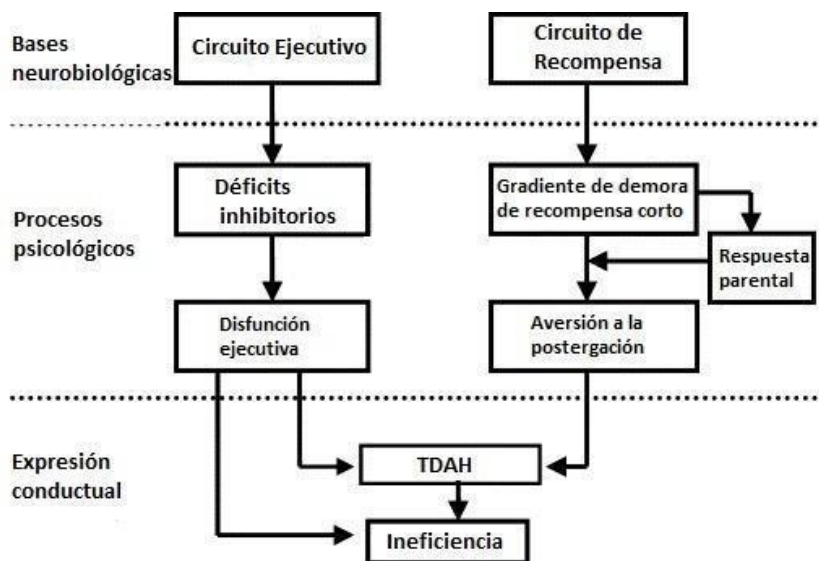 Bases
neurobiológicas
Circuito Ejecutivo
Circuito de
Recompensa
Procesos
psicológicos
Déficits
inhibitorios
Gradiente de demora
de recompensa corto
Respuesta
parental
Disfunción
ejecutiva
Aversión a la
postergación
Expresión
conductual
TDAH
Ineficiencia